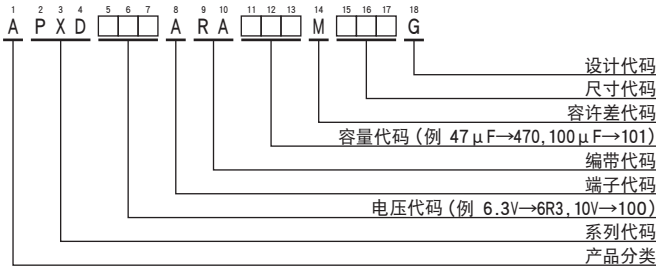 1 2 3 4 5 6 7 8 9 10 11 12 13 14 15 16 17 18
A P X D □□□ A R A □□□ M □□□ G
设计代码
尺寸代码
容许差代码
容量代码 (例 47μF→470, 100μF→101)
编带代码
端子代码
电压代码 (例 6.3V→6R3, 10V→100)
系列代码
产品分类